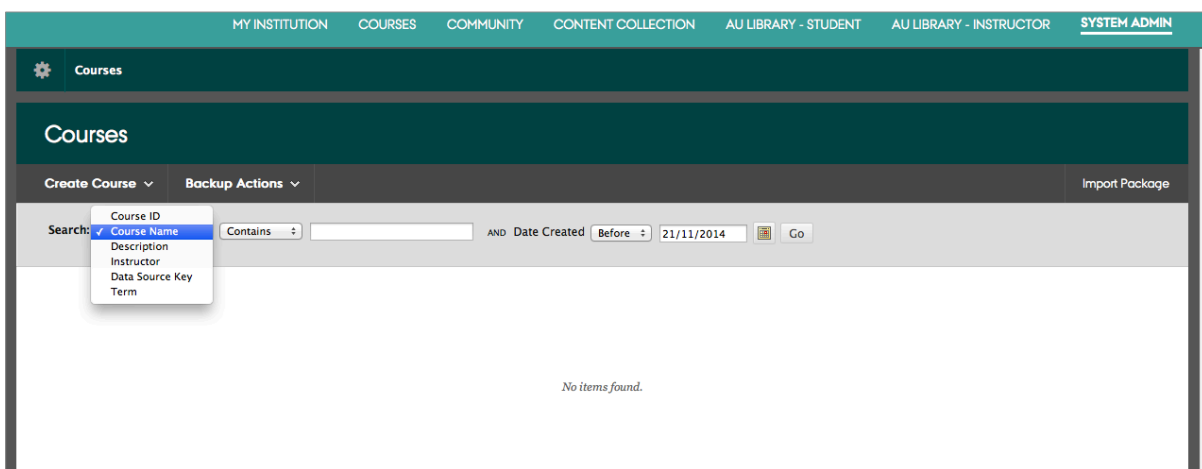 MY INSTITUTION COURSES COMMUNITY CONTENT COLLECTION AU LIBRARY - STUDENT AU LIBRARY - INSTRUCTOR SYSTEM ADMIN
Courses
Courses
Create Course Backup Actions Import Package
Course ID
Search: ✓ Course Name Contains AND Date Created Before 21/11/2014 Go
Description
Instructor
Data Source Key
Term
No items found.